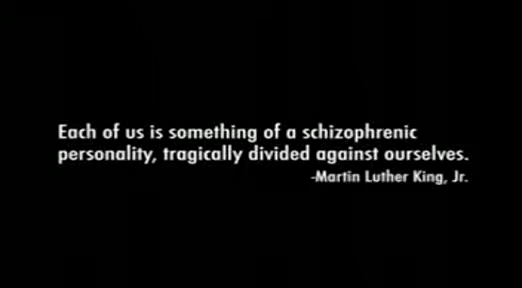 Each of us is something of a schizophrenic
personality, tragically divided against ourselves.
-Martin Luther King, Jr.